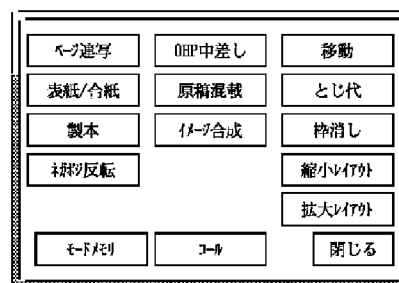 ﾍﾟｰｼﾞ連写 OHP中差し 移動
表紙/合紙 原稿混載 とじ代
製本 ｲﾒｰｼﾞ合成 枠消し
ﾈｶﾞﾎﾟｼﾞ反転 縮小ﾚｲｱｳﾄ
拡大ﾚｲｱｳﾄ
ﾓｰﾄﾞﾒﾓﾘ ｺｰﾙ 閉じる